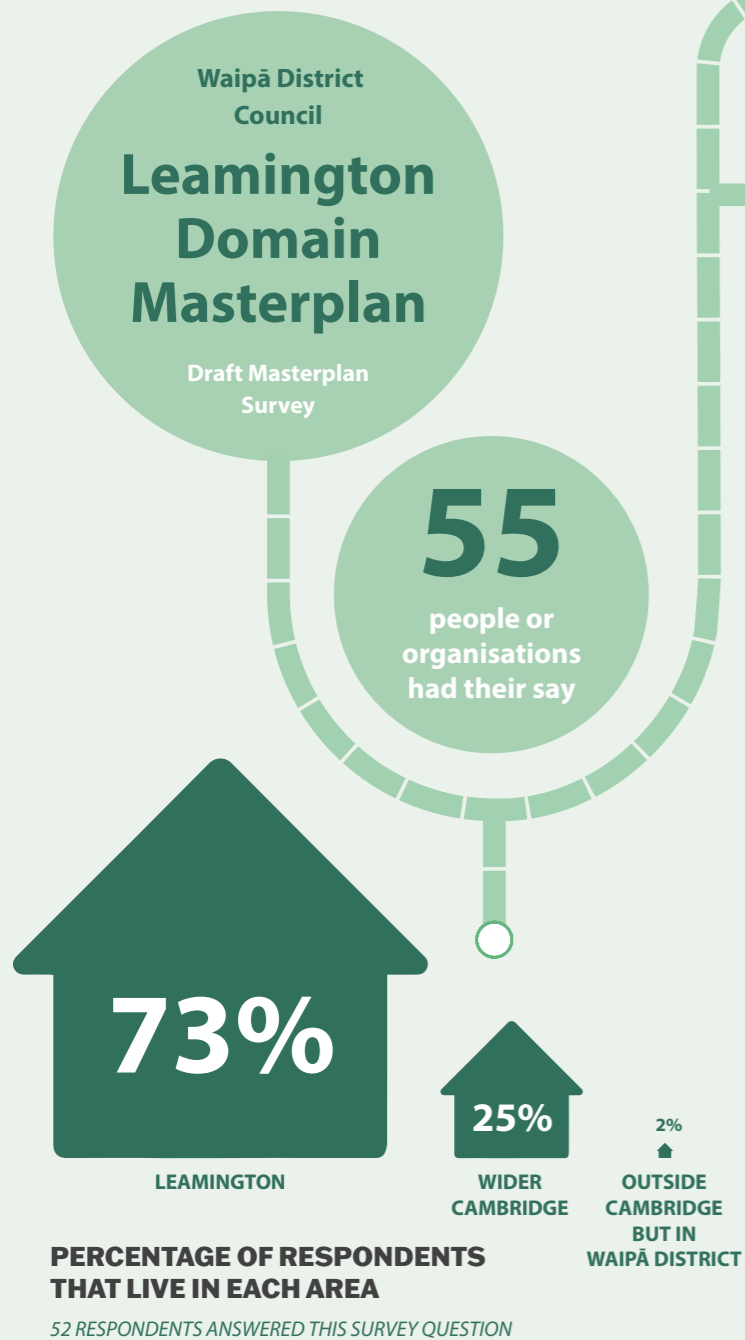 Waipā District
Council
Leamington
Domain
Masterplan
Draft Masterplan
Survey
55
people or
organisations
had their say
73%
LEAMINGTON
25%
WIDER
CAMBRIDGE
2%
OUTSIDE
CAMBRIDGE
BUT IN
WAIPĀ DISTRICT
PERCENTAGE OF RESPONDENTS
THAT LIVE IN EACH AREA
52 RESPONDENTS ANSWERED THIS SURVEY QUESTION